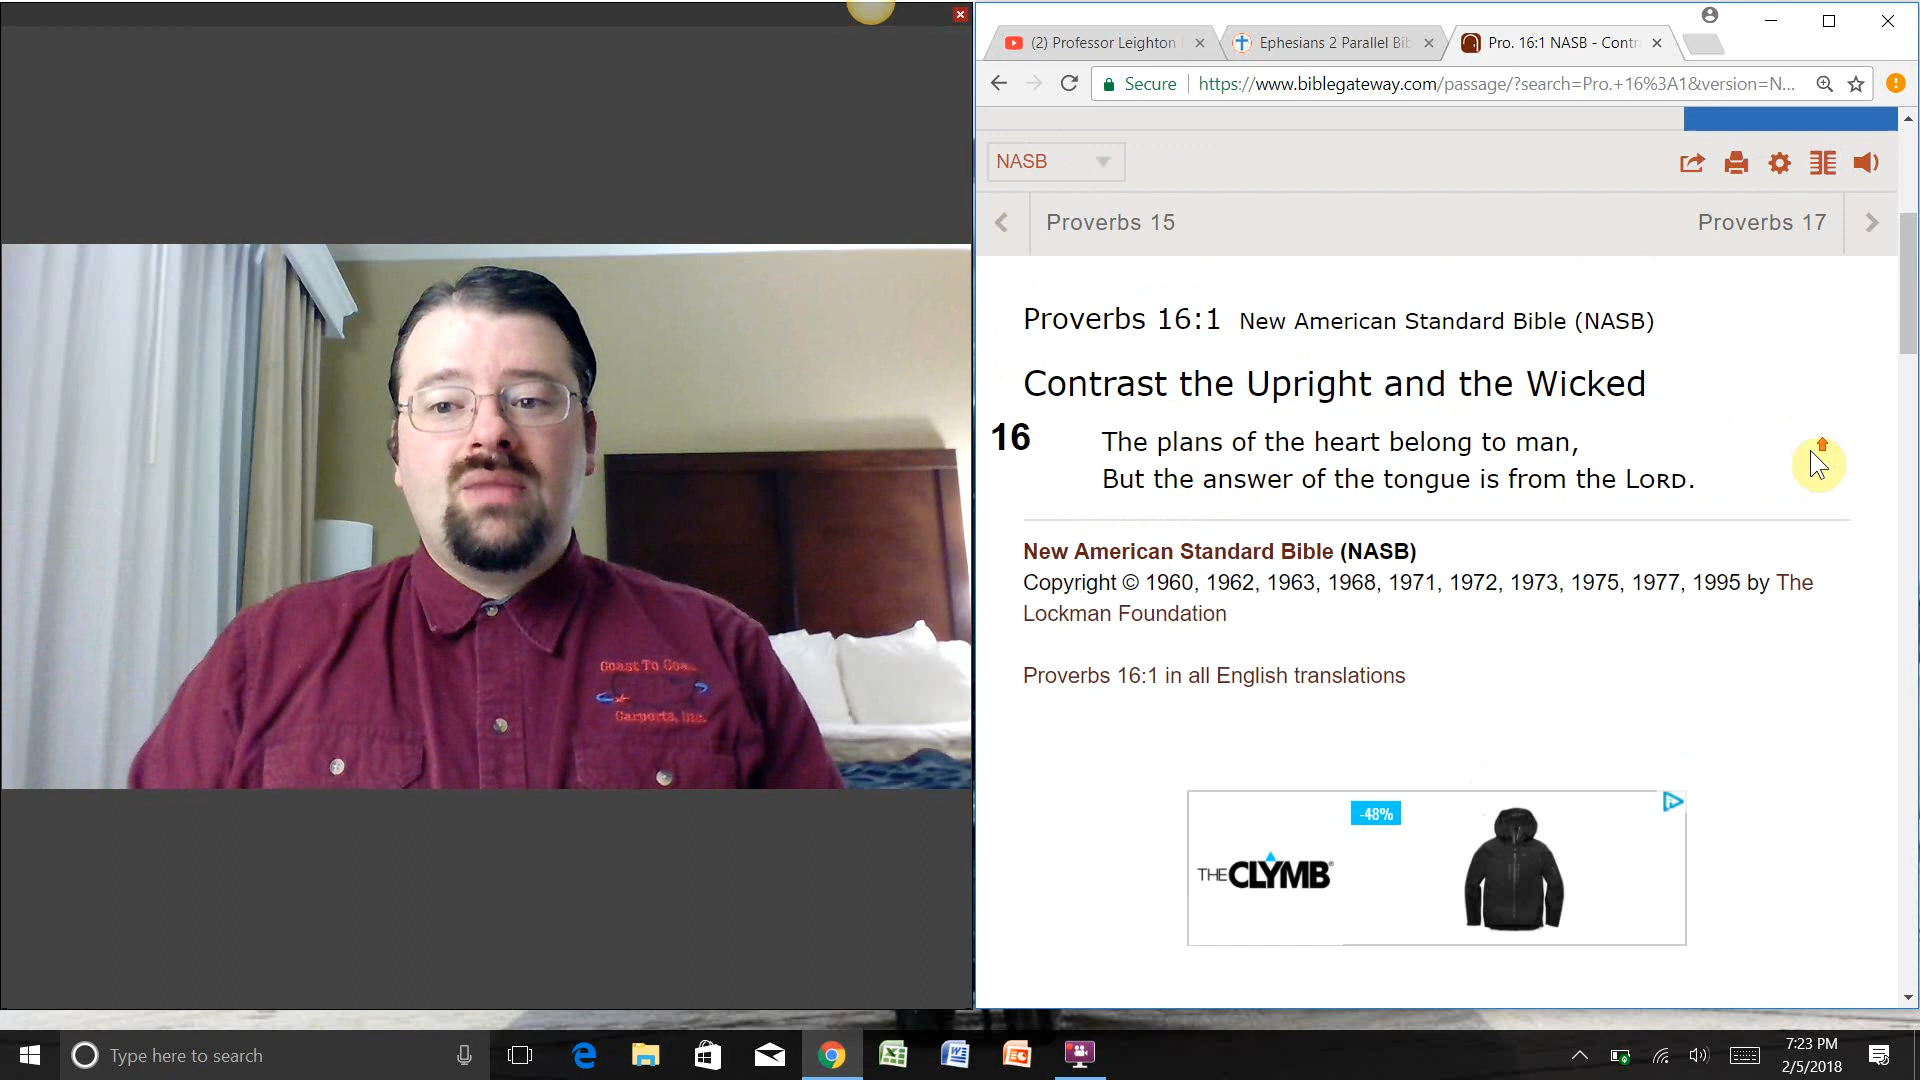 (2) Professor Leighton
Ephesians 2 Parallel Bib
Pro. 16:1 NASB - Contr
Secure
https://www.biblegateway.com/passage/?search=Pro.+16%3A1&version=N...
NASB
Proverbs 15
Proverbs 17
Proverbs 16:1 New American Standard Bible (NASB)
Contrast the Upright and the Wicked
16 The plans of the heart belong to man,
But the answer of the tongue is from the LORD.
New American Standard Bible (NASB)
Copyright © 1960, 1962, 1963, 1968, 1971, 1972, 1973, 1975, 1977, 1995 by The
Lockman Foundation
Proverbs 16:1 in all English translations
-48%
THE CLYMB
Coast To Coa
Carports, Inc.
Type here to search
7:23 PM
2/5/2018